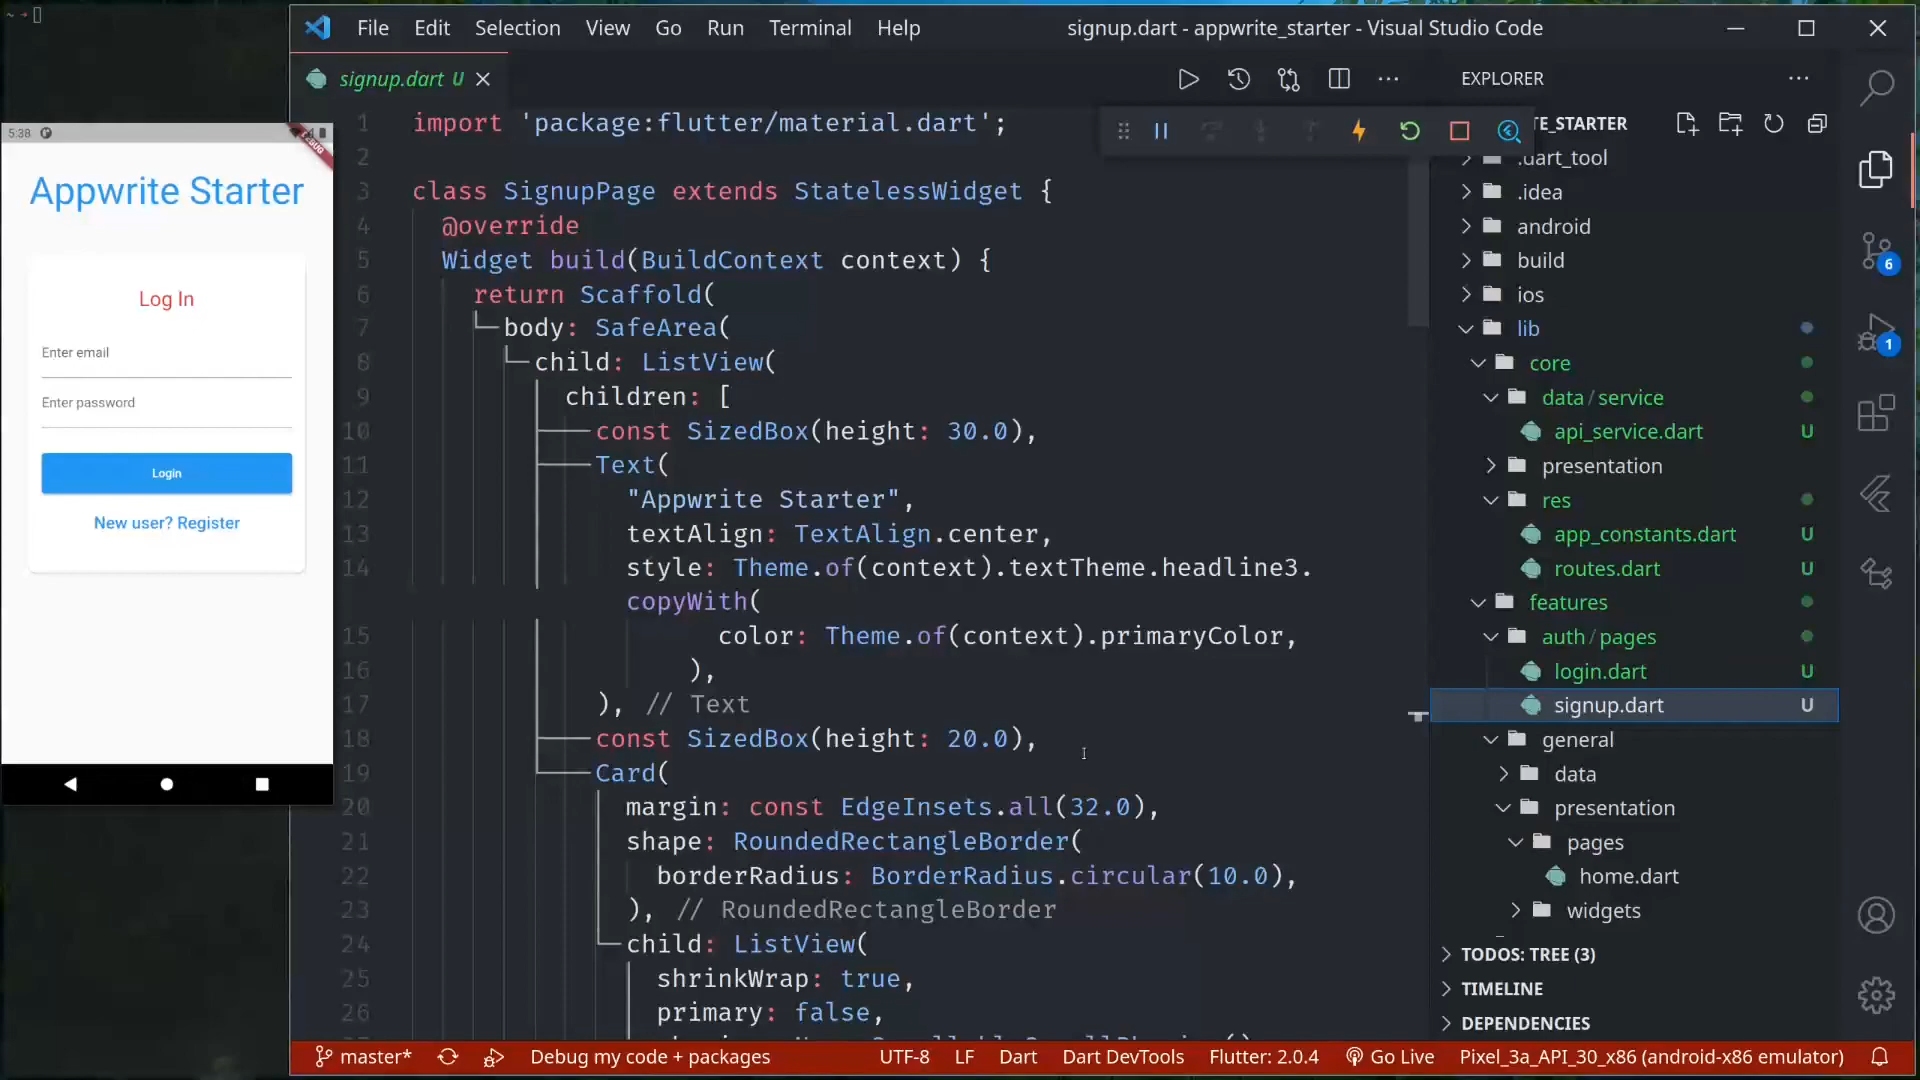 File Edit Selection View Go Run Terminal Help
signup.dart - appwrite_starter - Visual Studio Code
signup.dart U
EXPLORER
5:38
DEBUG
Appwrite Starter
Log In
Enter email
Enter password
Login
New user? Register
1 import 'package:flutter/material.dart';
2
3 class SignupPage extends StatelessWidget {
4 @override
5 Widget build(BuildContext context) {
6 return Scaffold(
7 body: SafeArea(
8 child: ListView(
9 children: [
10 const SizedBox(height: 30.0),
11 Text(
12 "Appwrite Starter",
13 textAlign: TextAlign.center,
14 style: Theme.of(context).textTheme.headline3.
copyWith(
15 color: Theme.of(context).primaryColor,
16 ),
17 ), // Text
18 const SizedBox(height: 20.0),
19 Card(
20 margin: const EdgeInsets.all(32.0),
21 shape: RoundedRectangleBorder(
22 borderRadius: BorderRadius.circular(10.0),
23 ), // RoundedRectangleBorder
24 child: ListView(
25 shrinkWrap: true,
26 primary: false,
TE_STARTER
.dart_tool
.idea
android
build
ios
lib
core
data/service
api_service.dart U
presentation
res
app_constants.dart U
routes.dart U
features
auth/pages
login.dart U
signup.dart U
general
data
presentation
pages
home.dart
widgets
TODOS: TREE (3)
TIMELINE
DEPENDENCIES
6
1
master* Debug my code + packages UTF-8 LF Dart Dart DevTools Flutter: 2.0.4 Go Live Pixel_3a_API_30_x86 (android-x86 emulator)